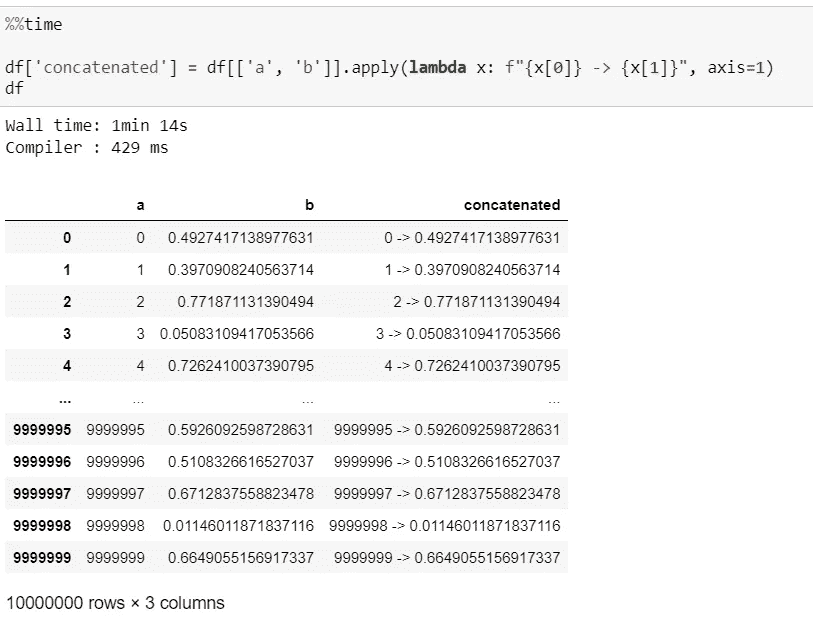 %%time
df['concatenated'] = df[['a', 'b']].apply(lambda x: f"{x[0]} -> {x[1]}", axis=1)
df
Wall time: 1min 14s
Compiler : 429 ms
a b concatenated
0 0 0.4927417138977631 0 -> 0.4927417138977631
1 1 0.3970908240563714 1 -> 0.3970908240563714
2 2 0.771871131390494 2 -> 0.771871131390494
3 3 0.05083109417053566 3 -> 0.05083109417053566
4 4 0.7262410037390795 4 -> 0.7262410037390795
... ... ... ...
9999995 9999995 0.5926092598728631 9999995 -> 0.5926092598728631
9999996 9999996 0.5108326616527037 9999996 -> 0.5108326616527037
9999997 9999997 0.6712837558823478 9999997 -> 0.6712837558823478
9999998 9999998 0.01146011871837116 9999998 -> 0.01146011871837116
9999999 9999999 0.6649055156917337 9999999 -> 0.6649055156917337
10000000 rows × 3 columns